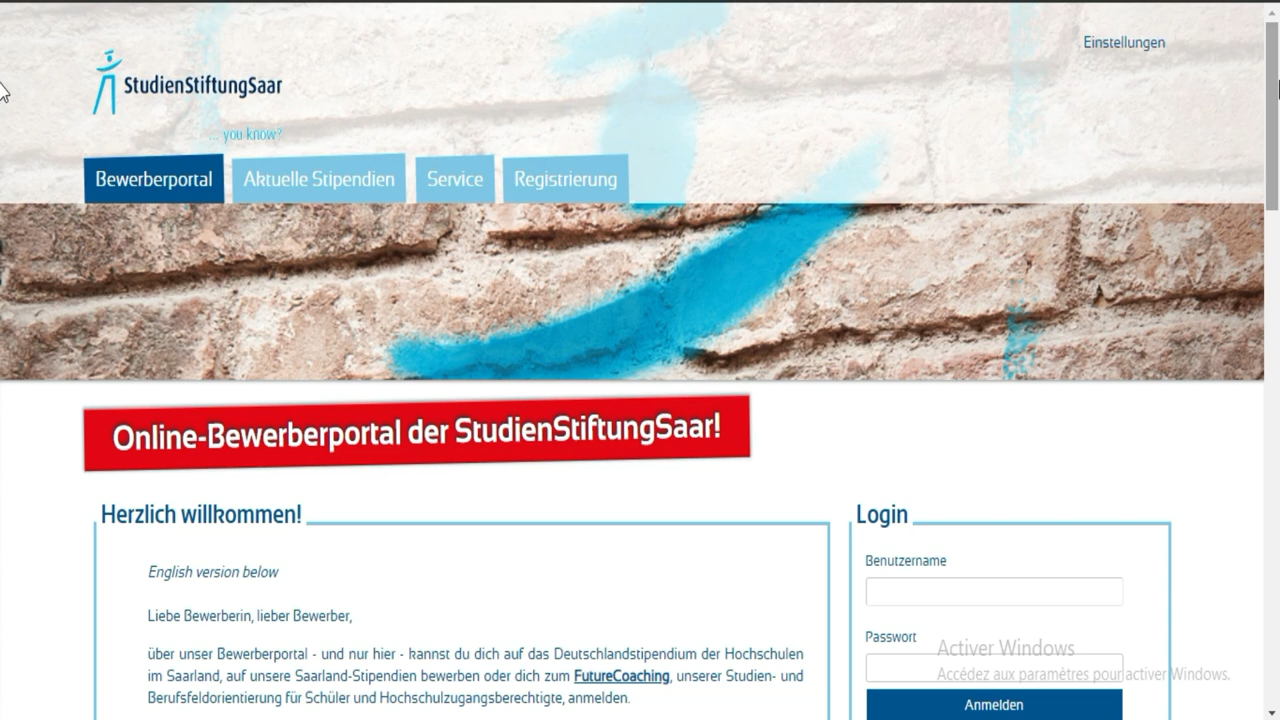 Einstellungen
StudienStiftungSaar
... you know?
Bewerberportal
Aktuelle Stipendien
Service
Registrierung
Online-Bewerberportal der StudienStiftungSaar!
Herzlich willkommen!
English version below
Liebe Bewerberin, lieber Bewerber,
über unser Bewerberportal - und nur hier - kannst du dich auf das Deutschlandstipendium der Hochschulen
im Saarland, auf unsere Saarland-Stipendien bewerben oder dich zum FutureCoaching, unserer Studien- und
Berufsfeldorientierung für Schüler und Hochschulzugangsberechtigte, anmelden.
Login
Benutzername
Passwort
Anmelden
Activer Windows
Accédez aux paramètres pour activer Windows.